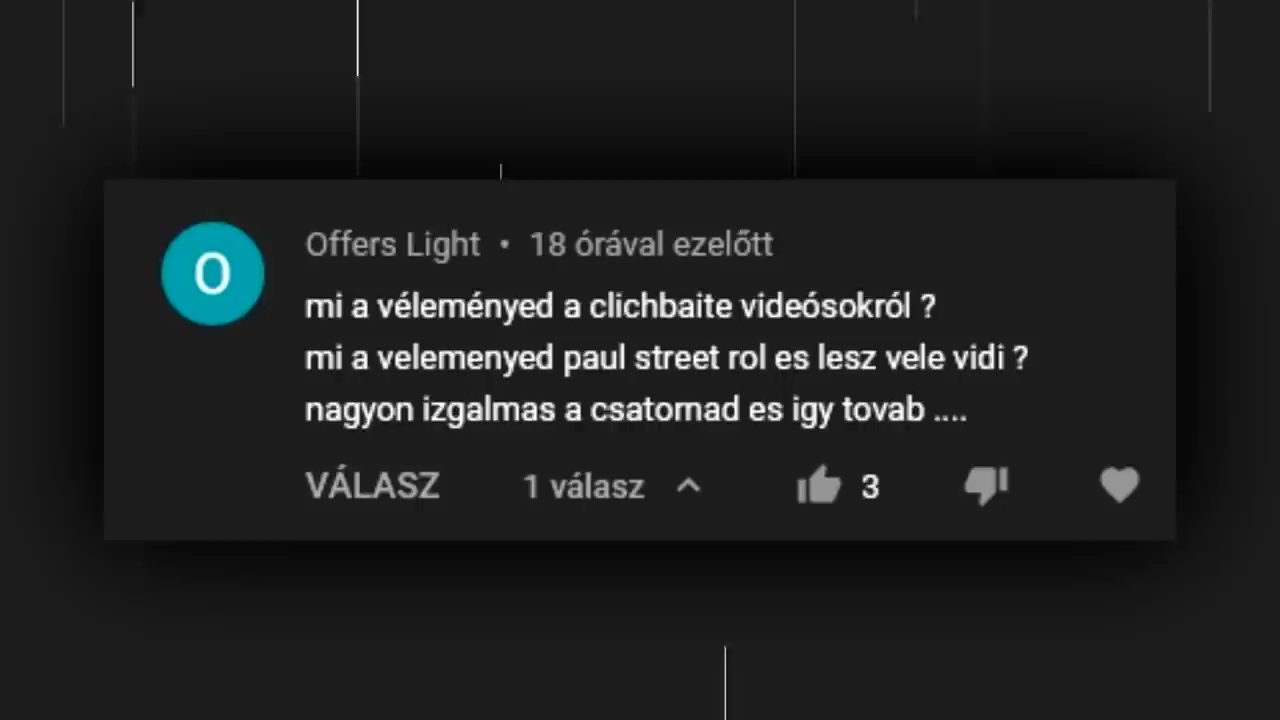 O
Offers Light • 18 órával ezelőtt
mi a véleményed a clichbaite videósokról ?
mi a velemenyed paul street rol es lesz vele vidi ?
nagyon izgalmas a csatornad es igy tovab ....
VÁLASZ 1 válasz 3